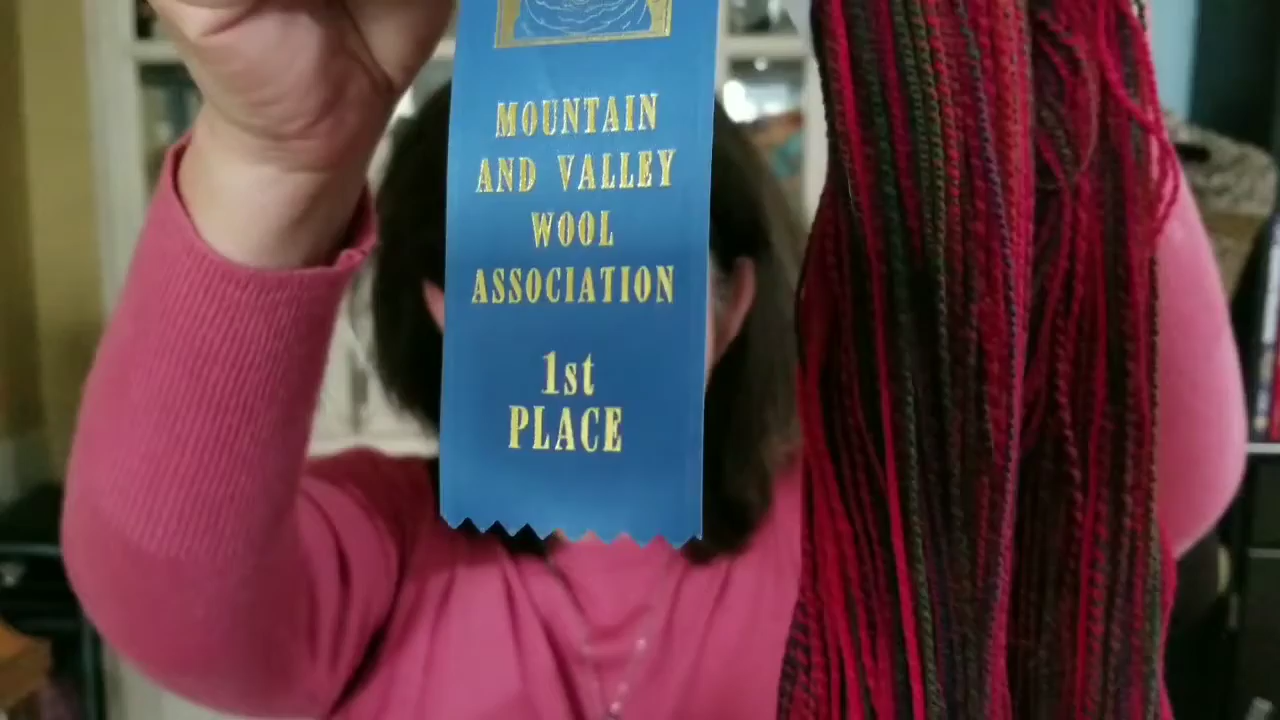 MOUNTAIN
AND VALLEY
WOOL
ASSOCIATION
1st
PLACE